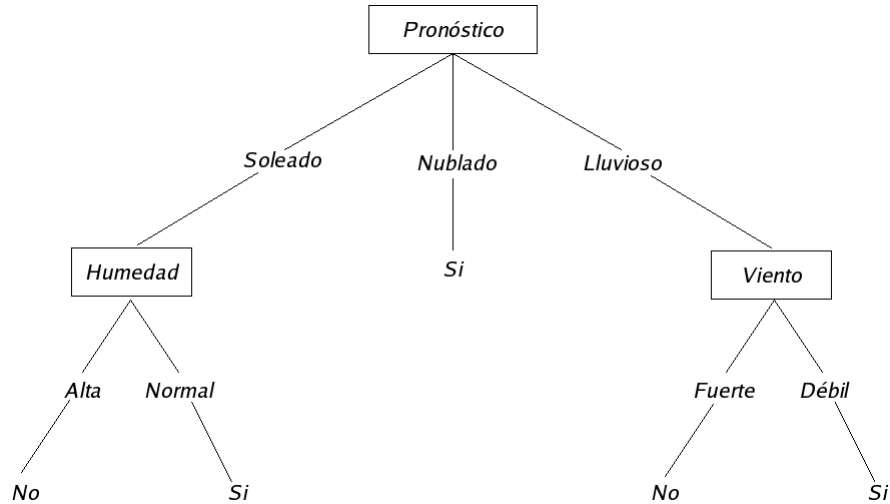 Pronóstico
Soleado
Nublado
Lluvioso
Humedad
Si
Viento
Alta
Normal
Fuerte
Débil
No
Si
No
Si